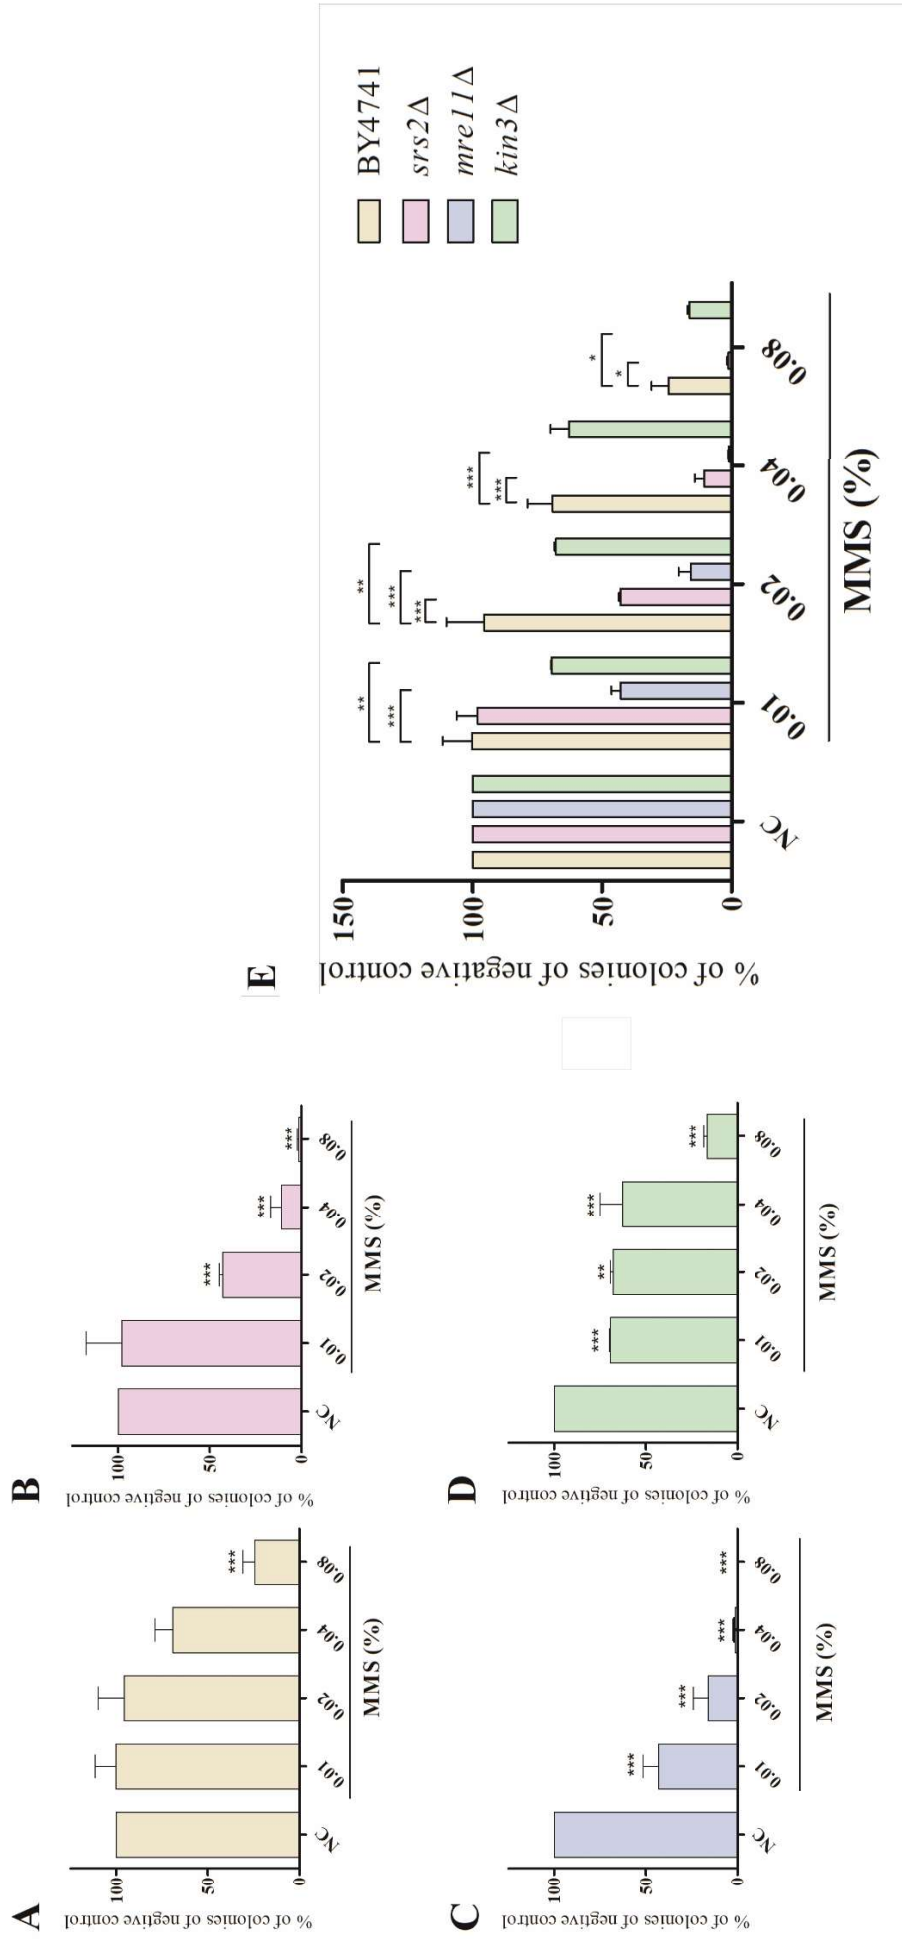 A
% of colonies of negtive control
100
50
0
***
NC
0.01
0.02
0.04
0.08
MMS (%)
B
% of colonies of negtive control
100
50
0
***
***
***
NC
0.01
0.02
0.04
0.08
MMS (%)
C
% of colonies of negtive control
100
50
0
***
***
***
***
NC
0.01
0.02
0.04
0.08
MMS (%)
D
% of colonies of negtive control
100
50
0
***
**
***
***
NC
0.01
0.02
0.04
0.08
MMS (%)
E
% of colonies of negative control
150
100
50
0
**
***
**
***
***
***
***
*
*
NC
0.01
0.02
0.04
0.08
MMS (%)
BY4741
srs2Δ
mre11Δ
kin3Δ